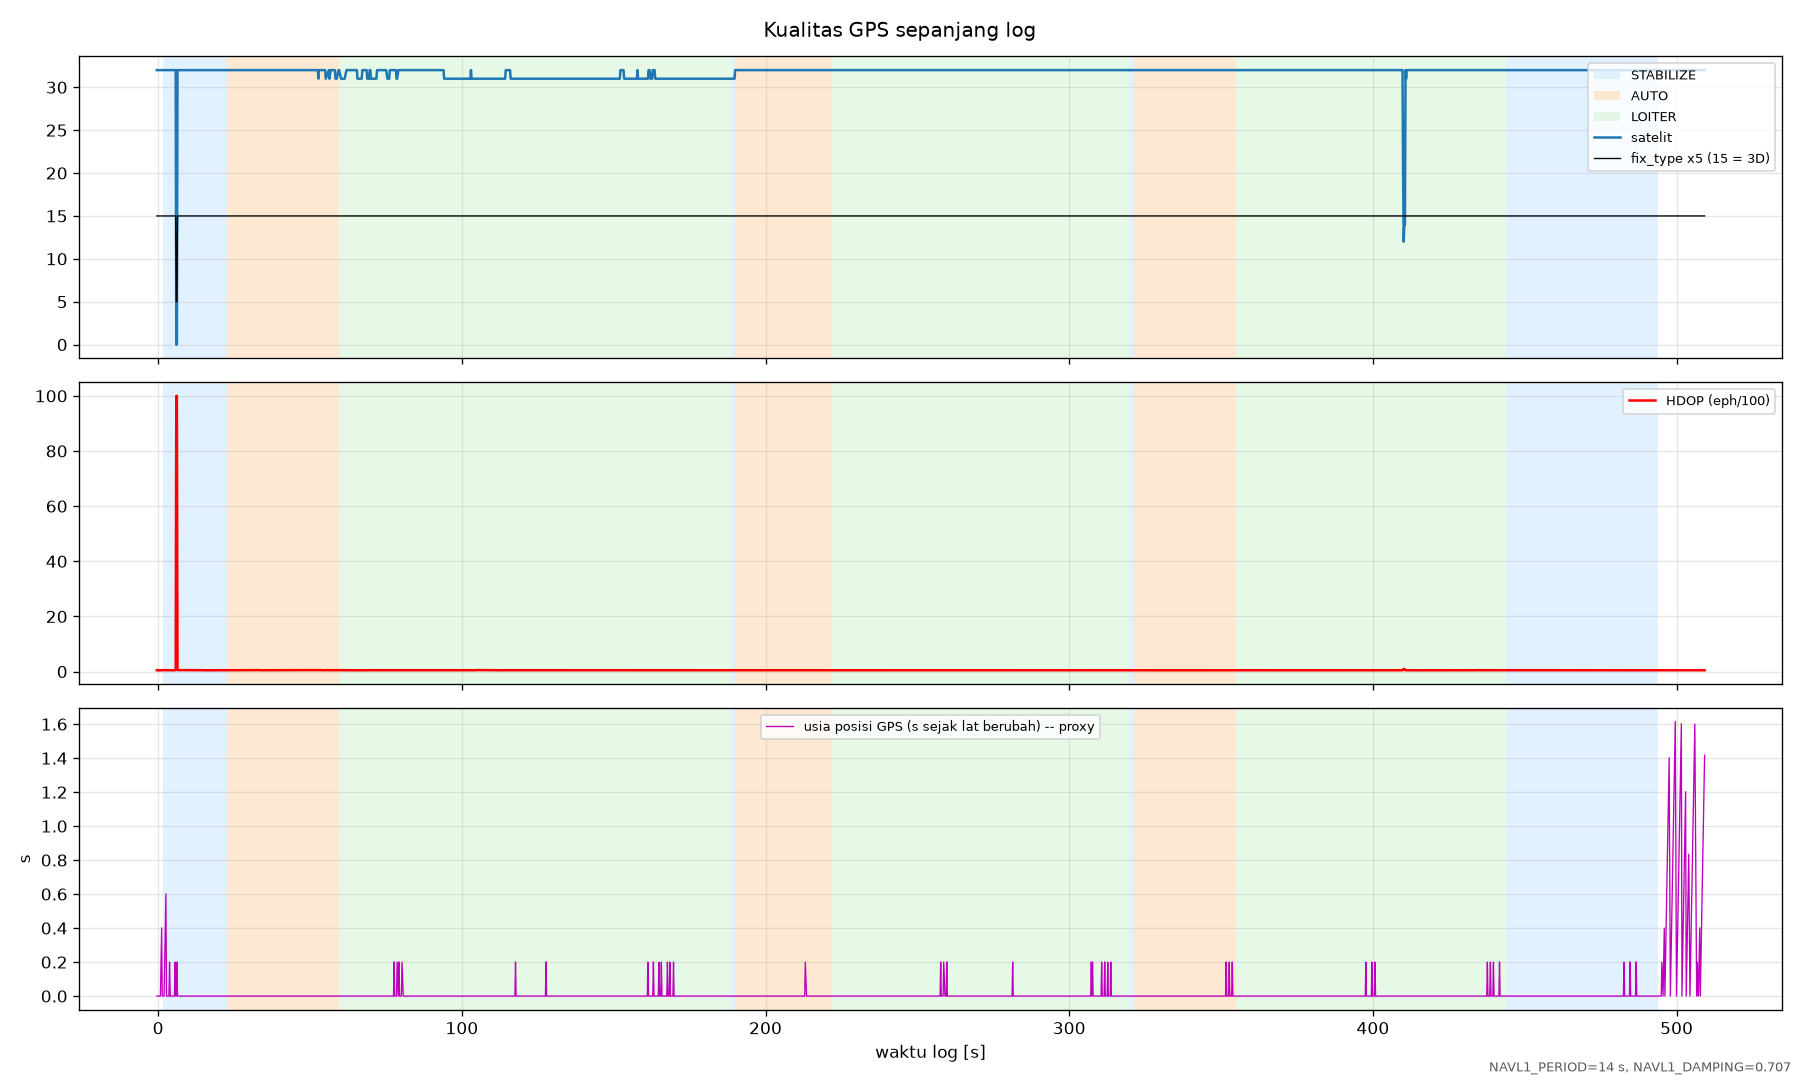 Kualitas GPS sepanjang log
30
25
20
15
10
5
0
STABILIZE
AUTO
LOITER
satelit
fix_type x5 (15 = 3D)
100
80
60
40
20
0
HDOP (eph/100)
1.6
1.4
1.2
1.0
0.8
0.6
0.4
0.2
0.0
s
usia posisi GPS (s sejak lat berubah) -- proxy
0 100 200 300 400 500
waktu log [s]
NAVL1_PERIOD=14 s, NAVL1_DAMPING=0.707